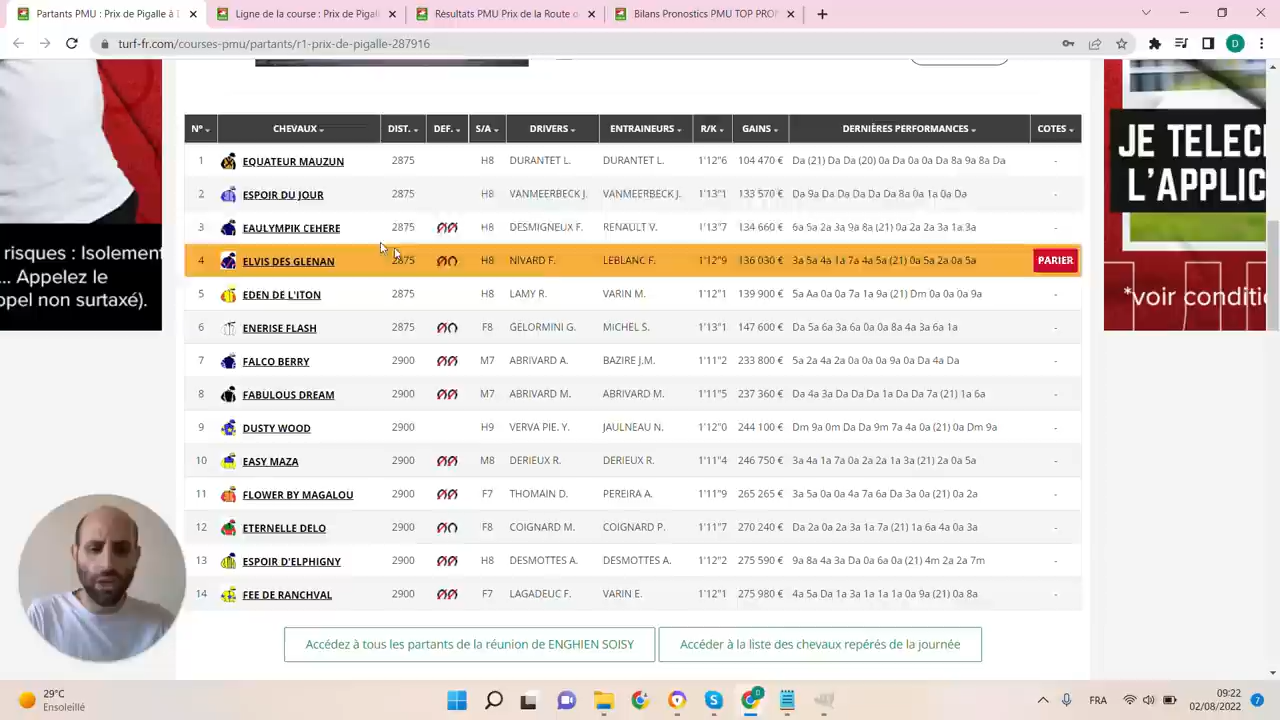 Partants PMU : Prix de Pigalle à
Ligne de Chevaux : Prix d
Résultats PMU Prix de la Route
Bilans Pronostics PMU TOP PRO
turf-fr.com/courses-pmu/partants/r1-prix-de-pigalle-287916
N° CHEVAUX DIST. DEF. S/A DRIVERS ENTRAINEURS R/K GAINS DERNIÈRES PERFORMANCES COTES
1 EQUATEUR MAUZUN 2875 H8 DURANTET L. DURANTET L. 1'12"6 104 470 € Da (21) Da Da (20) 0a Da 0a 0a Da 8a 9a 8a Da -
2 ESPOIR DU JOUR 2875 H8 VANMEERBECK J. VANMEERBECK J. 1'13"1 133 570 € Da 9a Da Da Da Da Da 8a 0a 1a 0a Da -
3 EAULYMPIK CEHERE 2875 H8 DESMIGNEUX F. RENAULT V. 1'13"7 134 660 € 6a 5a 2a 3a 9a 8a (21) 0a 2a 2a 3a 1a 3a -
4 ELVIS DES GLENAN 2875 H8 NIVARD F. LEBLANC F. 1'12"9 136 030 € 3a 5a 4a 1a 7a 4a 5a (21) 0a 5a 2a 0a 5a PARIER
5 EDEN DE L'ITON 2875 H8 LAMY R. VARIN M. 1'12"1 139 900 € 5a Aa 0a 0a 7a 1a 9a (21) Dm 0a 0a 0a 9a -
6 ENERISE FLASH 2875 F8 GELORMINI G. MICHEL S. 1'13"1 147 600 € Da 5a 6a 3a 6a 0a 0a 8a 4a 3a 6a 1a -
7 FALCO BERRY 2900 M7 ABRIVARD A. BAZIRE J.M. 1'11"2 233 800 € 5a 2a 4a 2a 0a 0a 0a 9a 0a Da 4a Da -
8 FABULOUS DREAM 2900 M7 ABRIVARD M. ABRIVARD M. 1'11"5 237 360 € Da 4a 3a Da Da Da 1a Da Da 7a (21) 1a 6a -
9 DUSTY WOOD 2900 H9 VERVA PIE. Y. JAULNEAU N. 1'12"0 244 100 € Dm 9a 0m Da Da 9m 7a 4a 0a (21) 0a Dm 9a -
10 EASY MAZA 2900 M8 DERIEUX R. DERIEUX R. 1'11"4 246 750 € 3a 4a 1a 7a 0a 2a 2a 1a 3a (21) 2a 0a 5a -
11 FLOWER BY MAGALOU 2900 F7 THOMAIN D. PEREIRA A. 1'11"9 265 265 € 3a 5a 0a 0a 4a 7a 6a Da 3a 0a (21) 0a 2a -
12 ETERNELLE DELO 2900 F8 COIGNARD M. COIGNARD P. 1'11"7 270 240 € Da 2a 0a 2a 3a 1a 7a (21) 1a 6a 4a 0a 3a -
13 ESPOIR D'ELPHIGNY 2900 H8 DESMOTTES A. DESMOTTES A. 1'12"2 275 590 € 9a 8a 4a 3a Da 0a 6a 0a (21) 4m 2a 2a 7m -
14 FEE DE RANCHVAL 2900 F7 LAGADEUC F. VARIN E. 1'12"1 275 980 € 4a 5a Da 1a 3a 1a 1a 1a 0a 9a (21) 0a 8a -
Accédez à tous les partants de la réunion de ENGHIEN SOISY
Accéder à la liste des chevaux repérés de la journée
risques : Isolement
... Appelez le
ppel non surtaxé).
JE TELEC
L'APPLIC
*voir conditi
29°C
Ensoleillé
FRA
09:22
02/08/2022